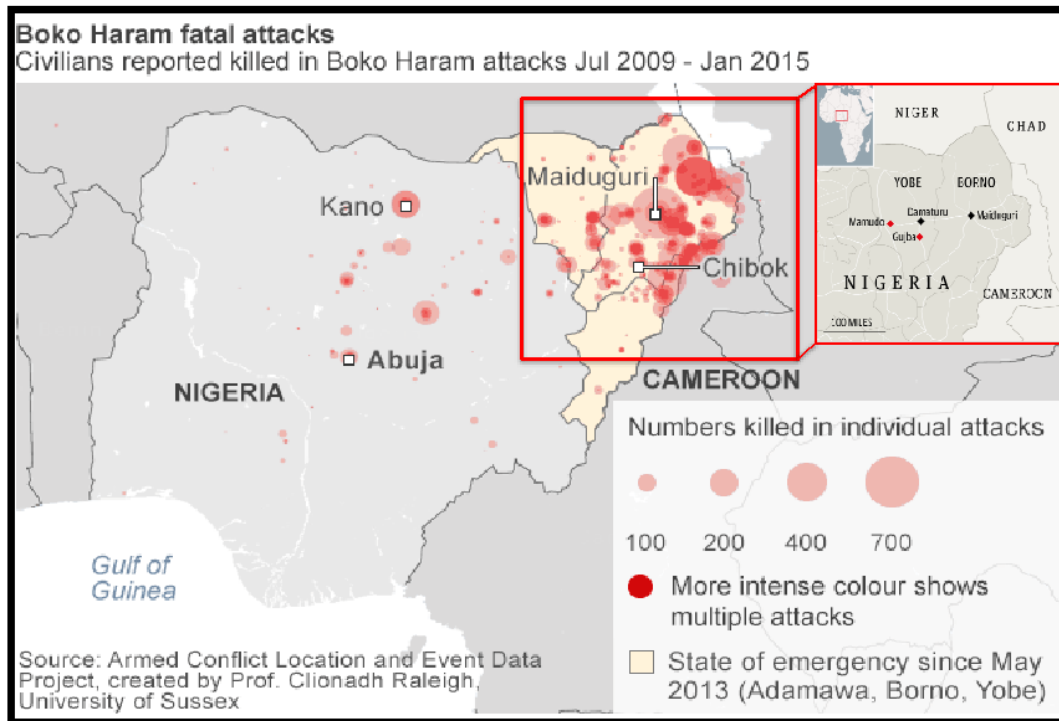 Boko Haram fatal attacks
Civilians reported killed in Boko Haram attacks Jul 2009 - Jan 2015
NIGER
CHAD
Maiduguri
YOBE
BORNO
Kano
Mamudo
Damaturu
Maiduguri
Gujba
Chibok
NIGERIA
CAMEROON
100 MILES
Abuja
NIGERIA
CAMEROON
Numbers killed in individual attacks
100 200 400 700
Gulf of
Guinea
More intense colour shows
multiple attacks
State of emergency since May
2013 (Adamawa, Borno, Yobe)
Source: Armed Conflict Location and Event Data
Project, created by Prof. Clionadh Raleigh,
University of Sussex